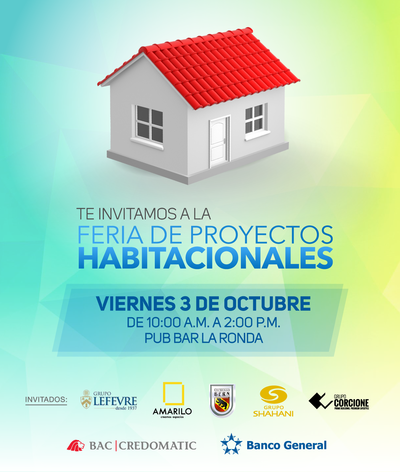 TE INVITAMOS A LA
FERIA DE PROYECTOS
HABITACIONALES
VIERNES 3 DE OCTUBRE
DE 10:00 A.M. A 2:00 P.M.
PUB BAR LA RONDA
INVITADOS:
GRUPO
LEFEVRE
desde 1937
AMARILO
GRUPO
SHAHANI
GRUPO
CORCIONE
BAC | CREDOMATIC
Banco General